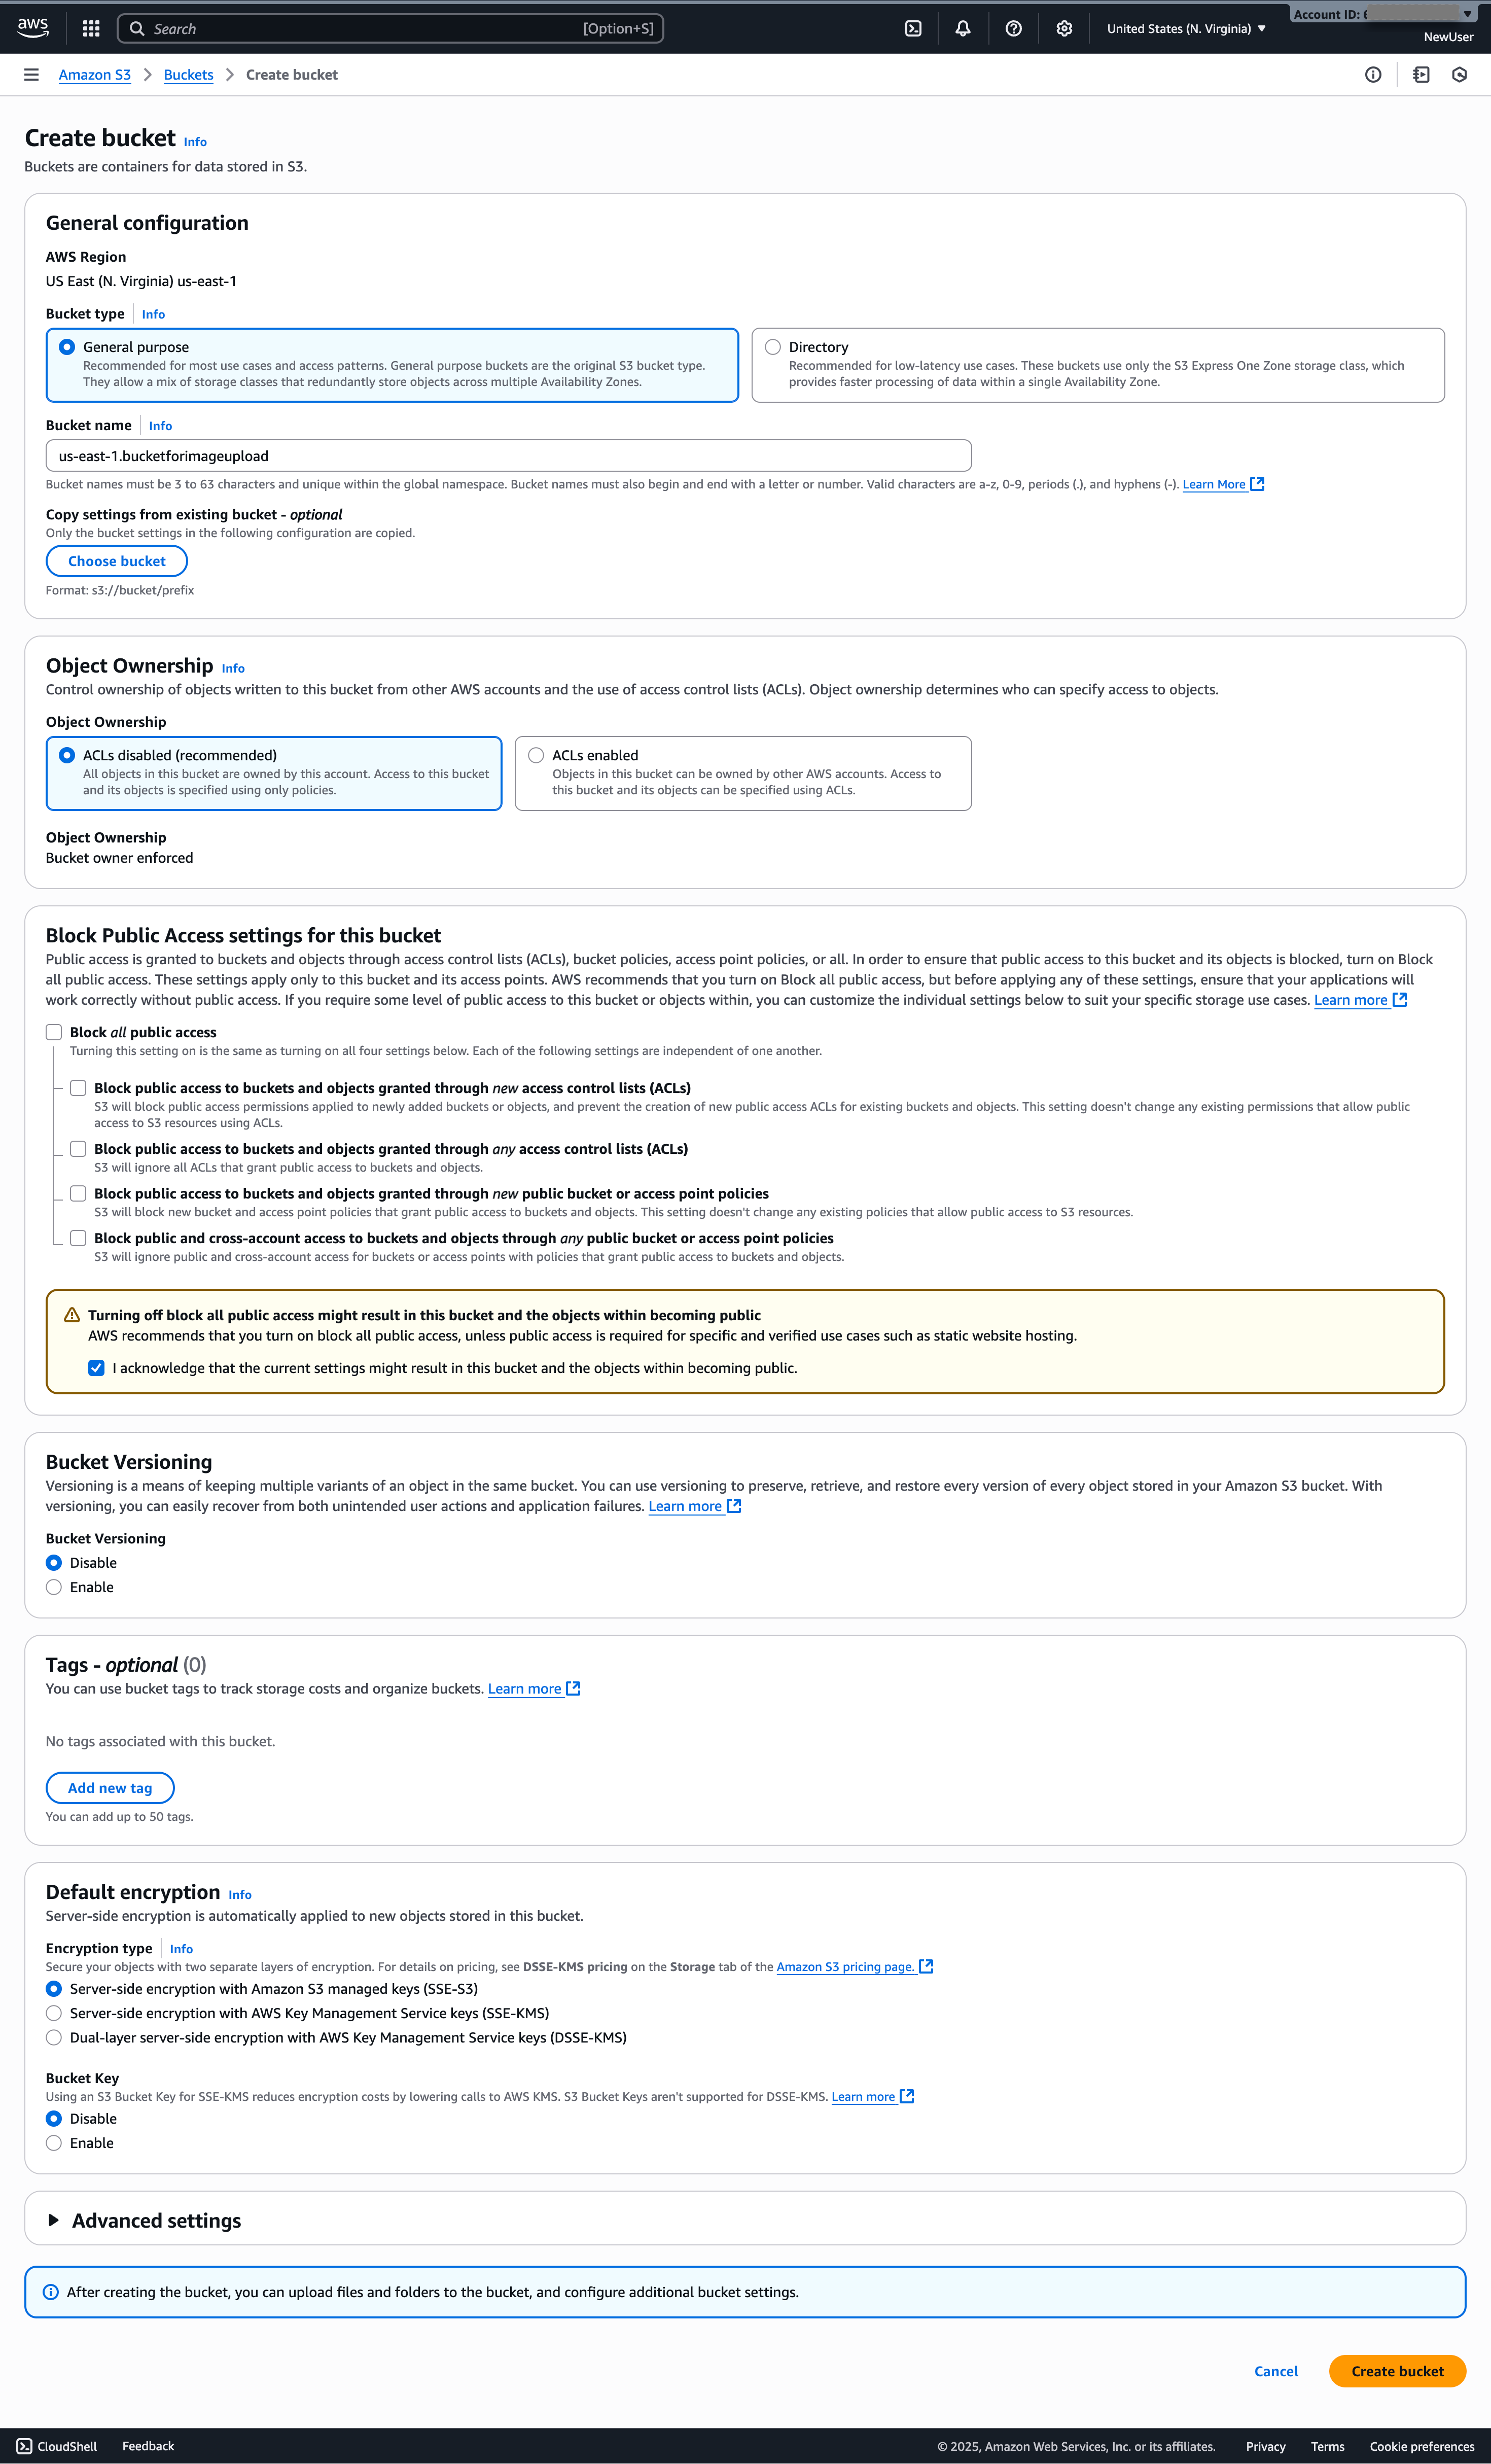 aws
Search [Option+S]
United States (N. Virginia)
Account ID:
NewUser
Amazon S3 > Buckets > Create bucket
Create bucket Info
Buckets are containers for data stored in S3.
General configuration
AWS Region
US East (N. Virginia) us-east-1
Bucket type Info
General purpose
Recommended for most use cases and access patterns. General purpose buckets are the original S3 bucket type.
They allow a mix of storage classes that redundantly store objects across multiple Availability Zones.
Directory
Recommended for low-latency use cases. These buckets use only the S3 Express One Zone storage class, which
provides faster processing of data within a single Availability Zone.
Bucket name Info
us-east-1.bucketforimageupload
Bucket names must be 3 to 63 characters and unique within the global namespace. Bucket names must also begin and end with a letter or number. Valid characters are a-z, 0-9, periods (.), and hyphens (-). Learn More
Copy settings from existing bucket - optional
Only the bucket settings in the following configuration are copied.
Choose bucket
Format: s3://bucket/prefix
Object Ownership Info
Control ownership of objects written to this bucket from other AWS accounts and the use of access control lists (ACLs). Object ownership determines who can specify access to objects.
Object Ownership
ACLs disabled (recommended)
All objects in this bucket are owned by this account. Access to this bucket
and its objects is specified using only policies.
ACLs enabled
Objects in this bucket can be owned by other AWS accounts. Access to
this bucket and its objects can be specified using ACLs.
Object Ownership
Bucket owner enforced
Block Public Access settings for this bucket
Public access is granted to buckets and objects through access control lists (ACLs), bucket policies, access point policies, or all. In order to ensure that public access to this bucket and its objects is blocked, turn on Block
all public access. These settings apply only to this bucket and its access points. AWS recommends that you turn on Block all public access, but before applying any of these settings, ensure that your applications will
work correctly without public access. If you require some level of public access to this bucket or objects within, you can customize the individual settings below to suit your specific storage use cases. Learn more
Block all public access
Turning this setting on is the same as turning on all four settings below. Each of the following settings are independent of one another.
Block public access to buckets and objects granted through new access control lists (ACLs)
S3 will block public access permissions applied to newly added buckets or objects, and prevent the creation of new public access ACLs for existing buckets and objects. This setting doesn't change any existing permissions that allow public
access to S3 resources using ACLs.
Block public access to buckets and objects granted through any access control lists (ACLs)
S3 will ignore all ACLs that grant public access to buckets and objects.
Block public access to buckets and objects granted through new public bucket or access point policies
S3 will block new bucket and access point policies that grant public access to buckets and objects. This setting doesn't change any existing policies that allow public access to S3 resources.
Block public and cross-account access to buckets and objects through any public bucket or access point policies
S3 will ignore public and cross-account access for buckets or access points with policies that grant public access to buckets and objects.
Turning off block all public access might result in this bucket and the objects within becoming public
AWS recommends that you turn on block all public access, unless public access is required for specific and verified use cases such as static website hosting.
I acknowledge that the current settings might result in this bucket and the objects within becoming public.
Bucket Versioning
Versioning is a means of keeping multiple variants of an object in the same bucket. You can use versioning to preserve, retrieve, and restore every version of every object stored in your Amazon S3 bucket. With
versioning, you can easily recover from both unintended user actions and application failures. Learn more
Bucket Versioning
Disable
Enable
Tags - optional (0)
You can use bucket tags to track storage costs and organize buckets. Learn more
No tags associated with this bucket.
Add new tag
You can add up to 50 tags.
Default encryption Info
Server-side encryption is automatically applied to new objects stored in this bucket.
Encryption type Info
Secure your objects with two separate layers of encryption. For details on pricing, see DSSE-KMS pricing on the Storage tab of the Amazon S3 pricing page.
Server-side encryption with Amazon S3 managed keys (SSE-S3)
Server-side encryption with AWS Key Management Service keys (SSE-KMS)
Dual-layer server-side encryption with AWS Key Management Service keys (DSSE-KMS)
Bucket Key
Using an S3 Bucket Key for SSE-KMS reduces encryption costs by lowering calls to AWS KMS. S3 Bucket Keys aren't supported for DSSE-KMS. Learn more
Disable
Enable
Advanced settings
After creating the bucket, you can upload files and folders to the bucket, and configure additional bucket settings.
Cancel Create bucket
CloudShell Feedback © 2025, Amazon Web Services, Inc. or its affiliates. Privacy Terms Cookie preferences